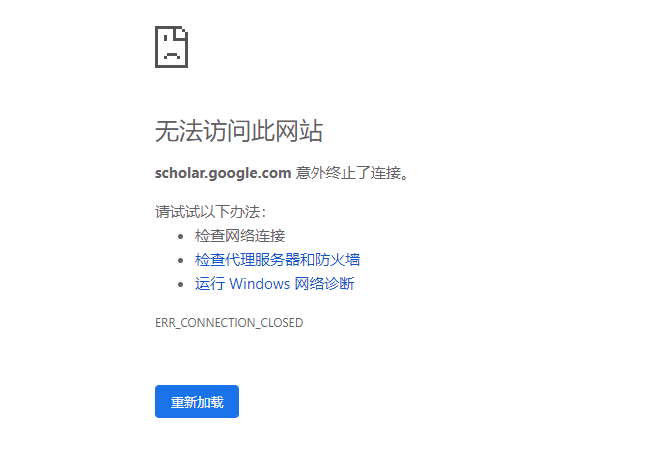 无法访问此网站
scholar.google.com 意外终止了连接。
请试试以下办法：
检查网络连接
检查代理服务器和防火墙
运行 Windows 网络诊断
ERR_CONNECTION_CLOSED
重新加载